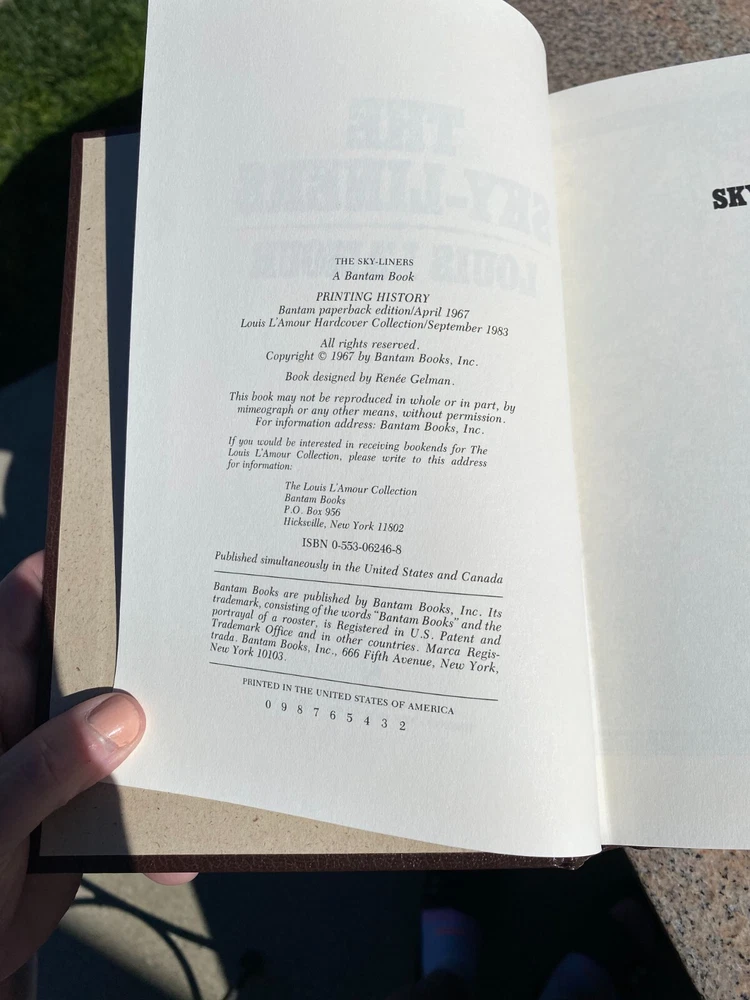 THE SKY-LINERS
A Bantam Book
PRINTING HISTORY
Bantam paperback edition/April 1967
Louis L'Amour Hardcover Collection/September 1983
All rights reserved.
Copyright © 1967 by Bantam Books, Inc.
Book designed by Renée Gelman.
This book may not be reproduced in whole or in part, by
mimeograph or any other means, without permission.
For information address: Bantam Books, Inc.
If you would be interested in receiving bookends for The
Louis L'Amour Collection, please write to this address
for information:
The Louis L'Amour Collection
Bantam Books
P.O. Box 956
Hicksville, New York 11802
ISBN 0-553-06246-8
Published simultaneously in the United States and Canada
Bantam Books are published by Bantam Books, Inc. Its
trademark, consisting of the words "Bantam Books" and the
portrayal of a rooster, is Registered in U.S. Patent and
Trademark Office and in other countries. Marca Regis-
trada. Bantam Books, Inc., 666 Fifth Avenue, New York,
New York 10103.
PRINTED IN THE UNITED STATES OF AMERICA
0 9 8 7 6 5 4 3 2